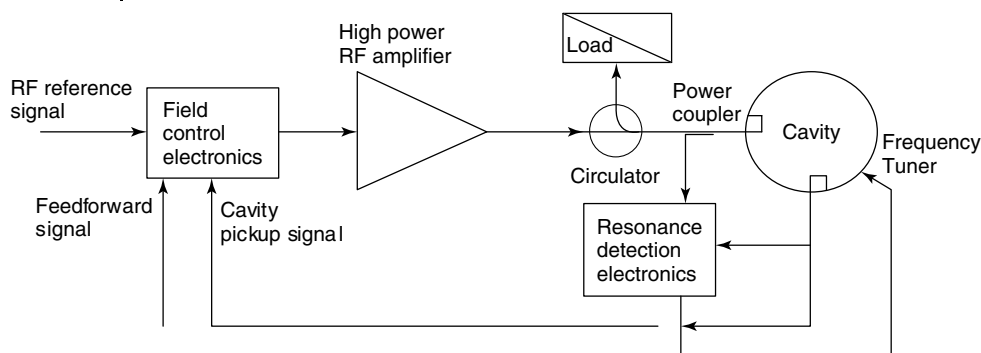 High power
RF amplifier
Load
RF reference
signal
Power
coupler
Field
control
electronics
Cavity
Frequency
Tuner
Circulator
Feedforward
signal
Cavity
pickup signal
Resonance
detection
electronics